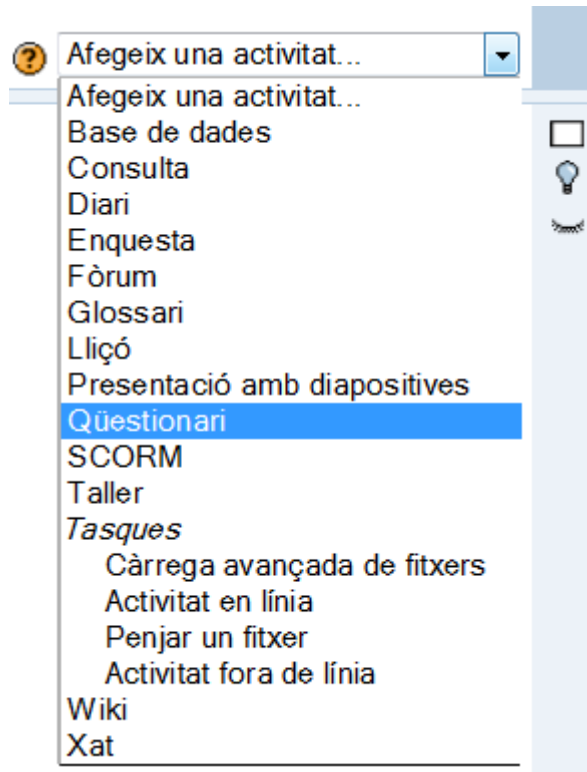 Afegeix una activitat...
Afegeix una activitat...
Base de dades
Consulta
Diari
Enquesta
Fòrum
Glossari
Lliçó
Presentació amb diapositives
Qüestionari
SCORM
Taller
Tasques
Càrrega avançada de fitxers
Activitat en línia
Penjar un fitxer
Activitat fora de línia
Wiki
Xat